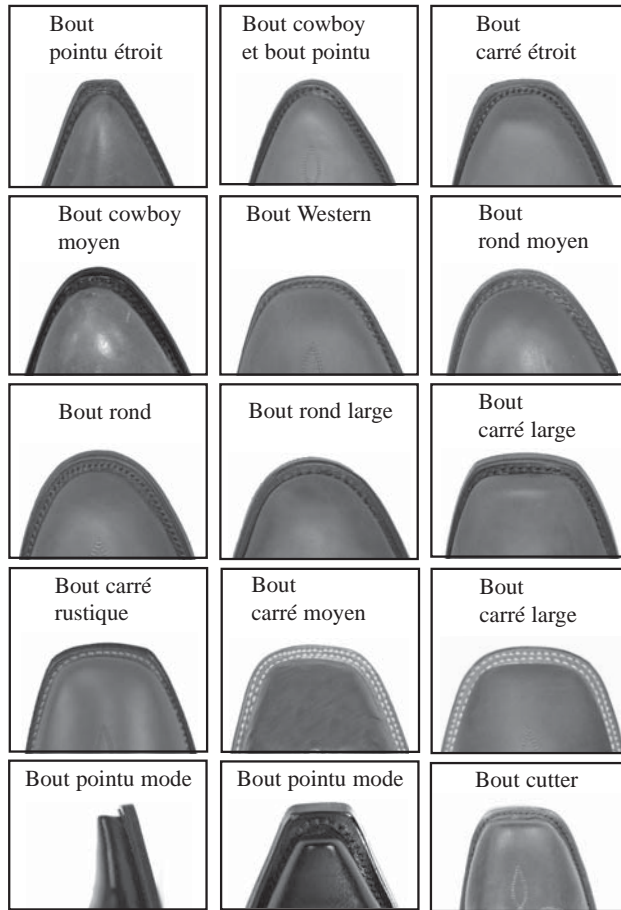 Bout
pointu étroit
Bout cowboy
et bout pointu
Bout
carré étroit
Bout cowboy
moyen
Bout Western
Bout
rond moyen
Bout rond
Bout rond large
Bout
carré large
Bout carré
rustique
Bout
carré moyen
Bout
carré large
Bout pointu mode
Bout pointu mode
Bout cutter